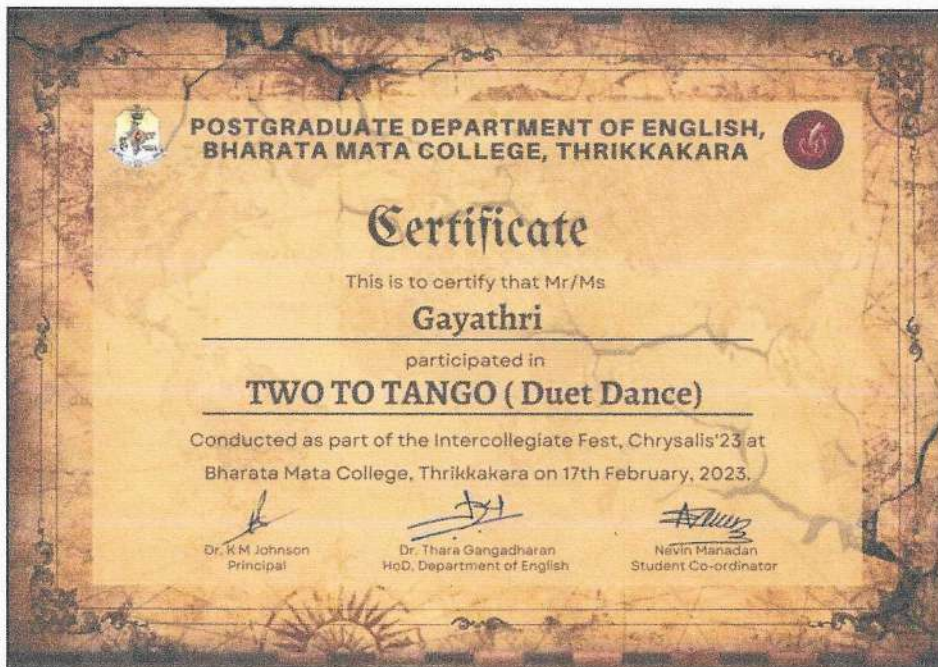 POSTGRADUATE DEPARTMENT OF ENGLISH,
BHARATA MATA COLLEGE, THRIKKAKARA
Certificate
This is to certify that Mr/Ms
Gayathri
participated in
TWO TO TANGO ( Duet Dance)
Conducted as part of the Intercollegiate Fest, Chrysalis'23 at
Bharata Mata College, Thrikkakara on 17th February, 2023.
Dr. K M Johnson
Principal
Dr. Thara Gangadharan
HoD, Department of English
Nevin Manadan
Student Co-ordinator